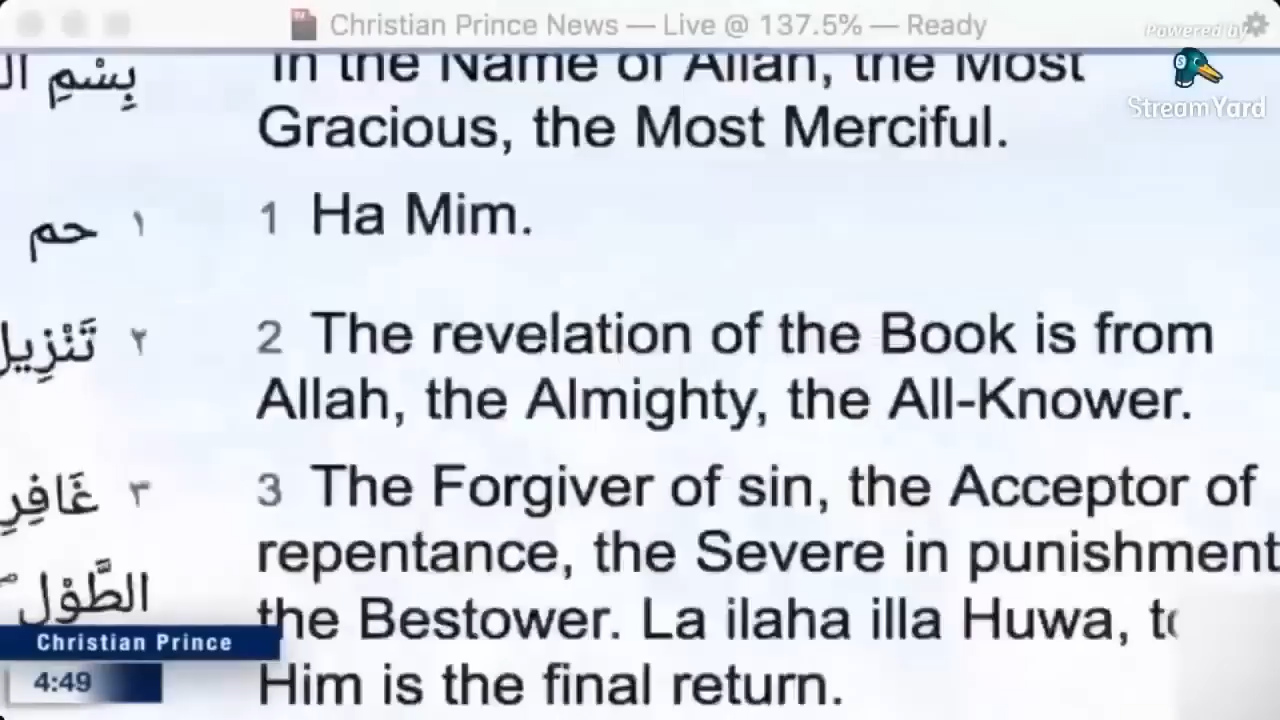 Christian Prince News — Live @ 137.5% — Ready
Powered by
StreamYard
بِسْمِ
In the Name of Allah, the Most
Gracious, the Most Merciful.
حم ١
1 Ha Mim.
تَنْزِيل ٢
2 The revelation of the Book is from
Allah, the Almighty, the All-Knower.
غَافِرِ ٣
3 The Forgiver of sin, the Acceptor of
repentance, the Severe in punishment
الطَّوْلِ
the Bestower. La ilaha illa Huwa, to
Him is the final return.
Christian Prince
4:49